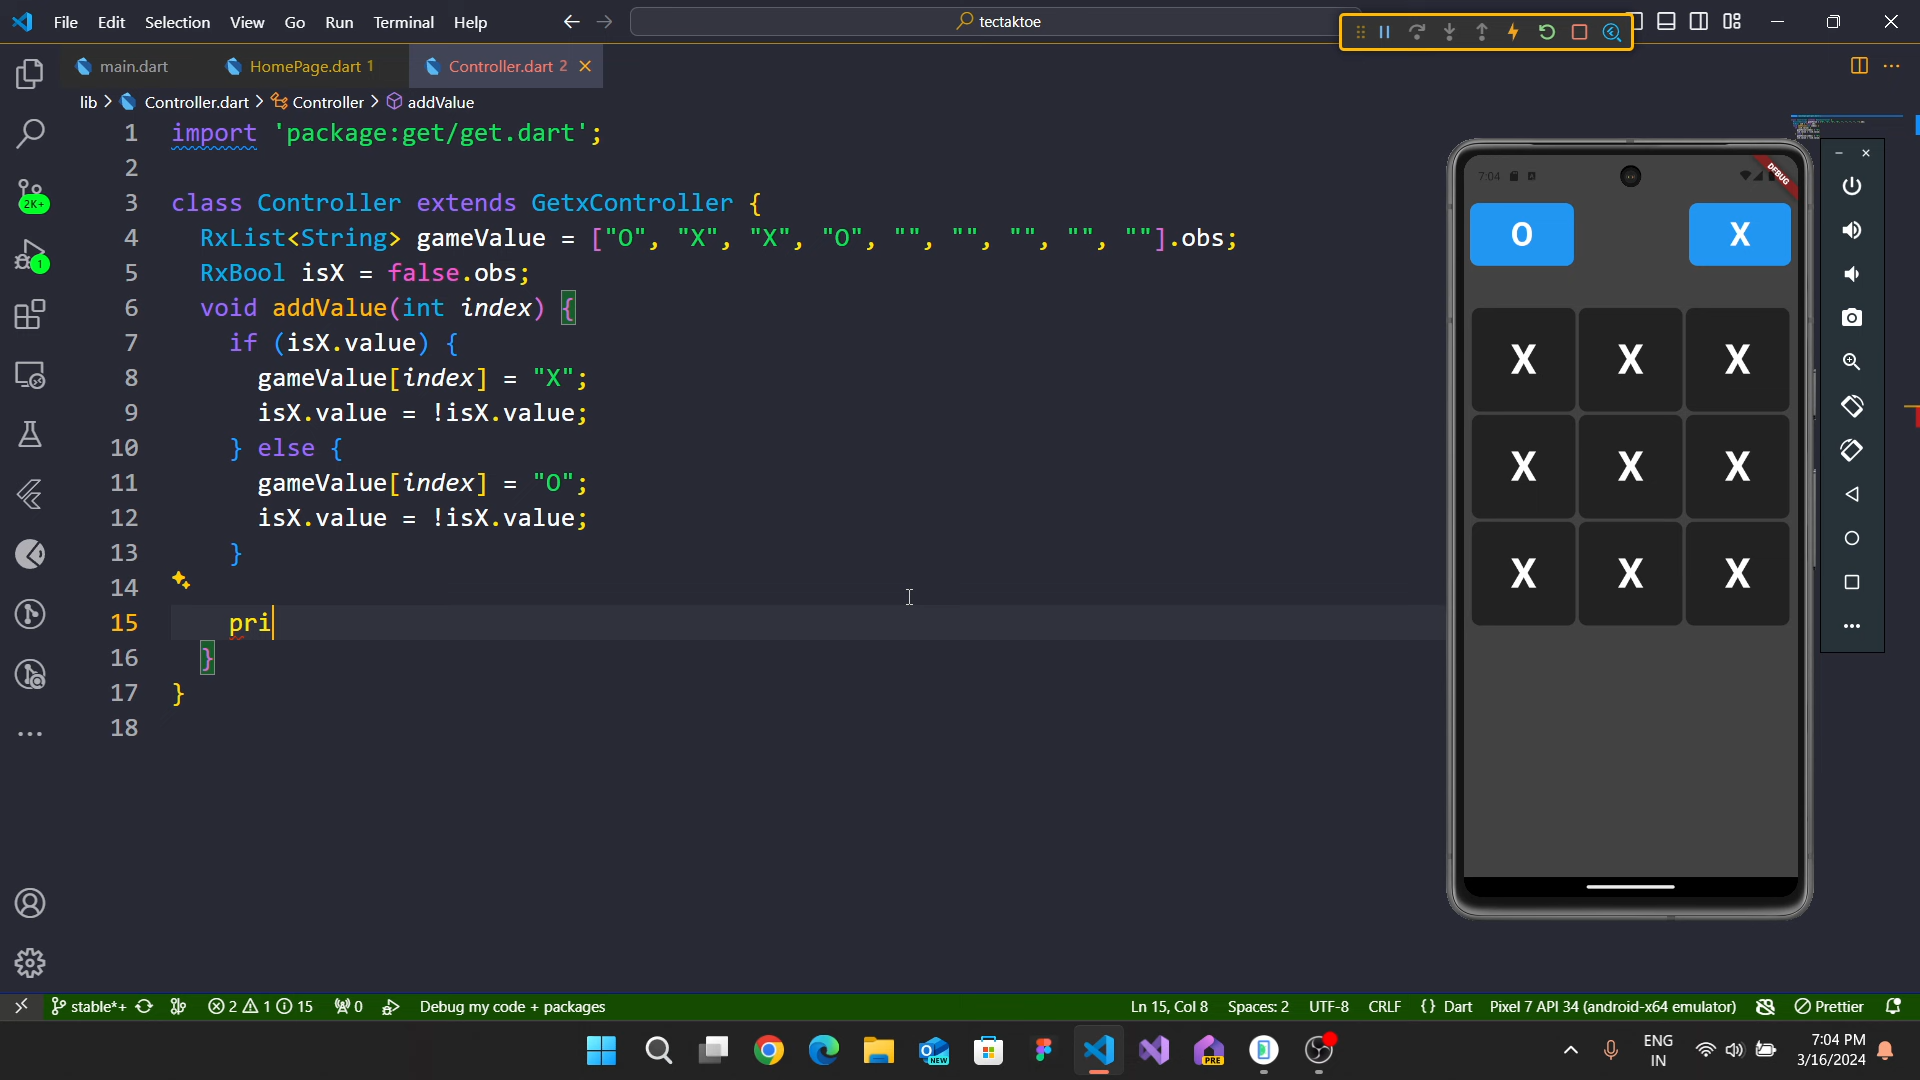 File Edit Selection View Go Run Terminal Help
tectaktoe
main.dart
HomePage.dart 1
Controller.dart 2
lib > Controller.dart > Controller > addValue
1 import 'package:get/get.dart';
2
3 class Controller extends GetxController {
4 RxList<String> gameValue = ["O", "X", "X", "O", "", "", "", "", ""].obs;
5 RxBool isX = false.obs;
6 void addValue(int index) {
7 if (isX.value) {
8 gameValue[index] = "X";
9 isX.value = !isX.value;
10 } else {
11 gameValue[index] = "O";
12 isX.value = !isX.value;
13 }
14
15 pri
16 }
17 }
18
2K+
1
7:04
DEBUG
O X
X X X
X X X
X X X
stable*+ 2 1 15 0 Debug my code + packages
Ln 15, Col 8 Spaces: 2 UTF-8 CRLF {} Dart Pixel 7 API 34 (android-x64 emulator) Prettier
NEW
PRE
ENG
IN
7:04 PM
3/16/2024